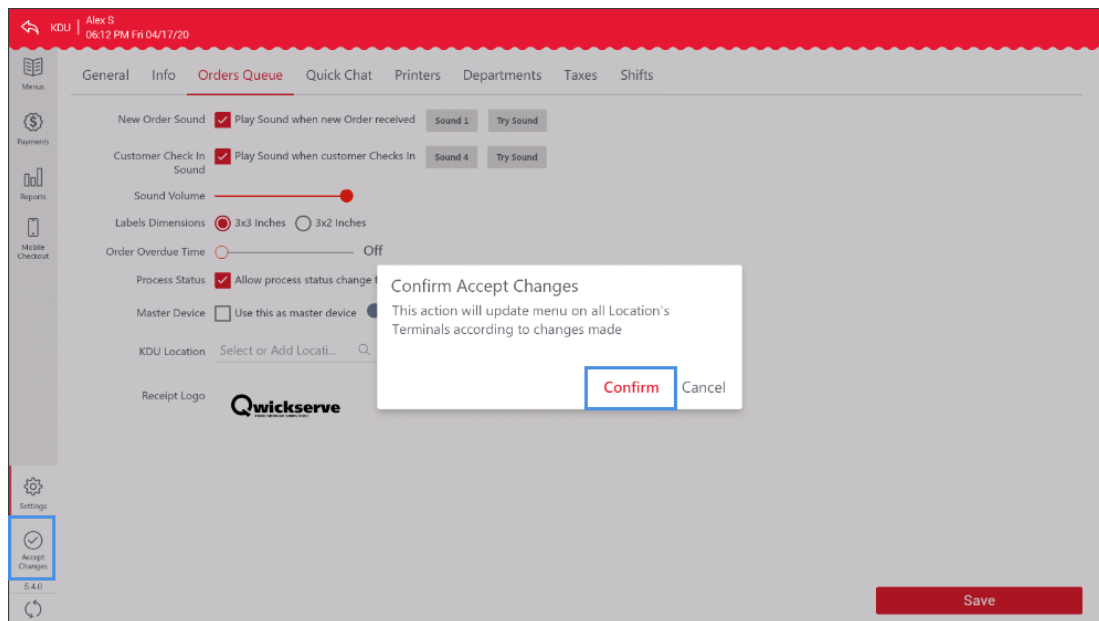 KDU
Alex S
06:12 PM Fri 04/17/20
Menus
Payments
Reports
Mobile
Checkout
Settings
Accept
Changes
6.4.0
General Info Orders Queue Quick Chat Printers Departments Taxes Shifts
New Order Sound Play Sound when new Order received Sound 1 Try Sound
Customer Check In
Sound
Play Sound when customer Checks In Sound 4 Try Sound
Sound Volume
Labels Dimensions 3x3 Inches 3x2 Inches
Order Overdue Time Off
Process Status Allow process status change
Master Device Use this as master device
KDU Location Select or Add Locati...
Receipt Logo Qwickserve
Confirm Accept Changes
This action will update menu on all Location's
Terminals according to changes made
Confirm Cancel
Save